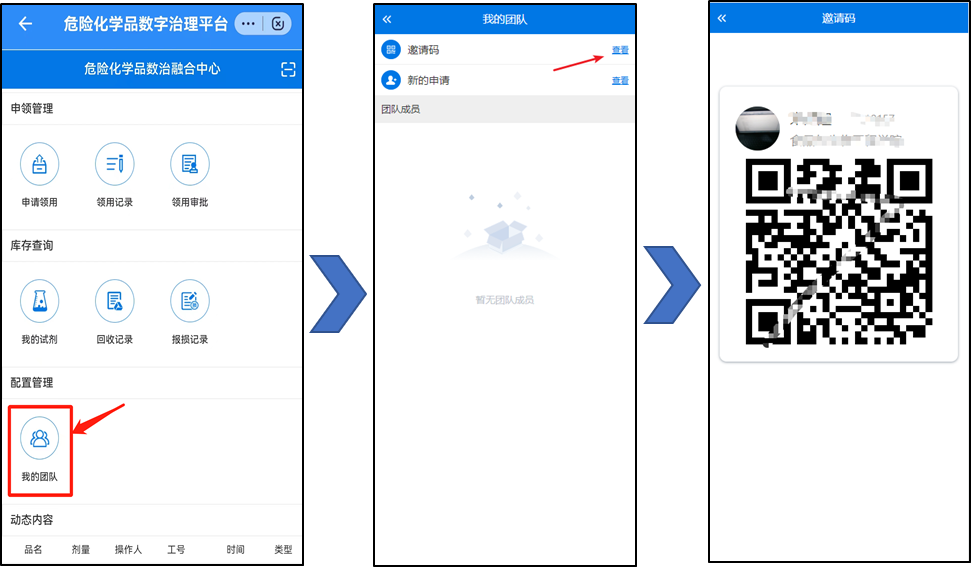 危险化学品数字治理平台
危险化学品数治融合中心
申领管理
申请领用
领用记录
领用审批
库存查询
我的试剂
回收记录
报损记录
配置管理
我的团队
动态内容
品名 剂量 操作人 工号 时间 类型
我的团队
邀请码 查看
新的申请 查看
团队成员
暂无团队成员
邀请码